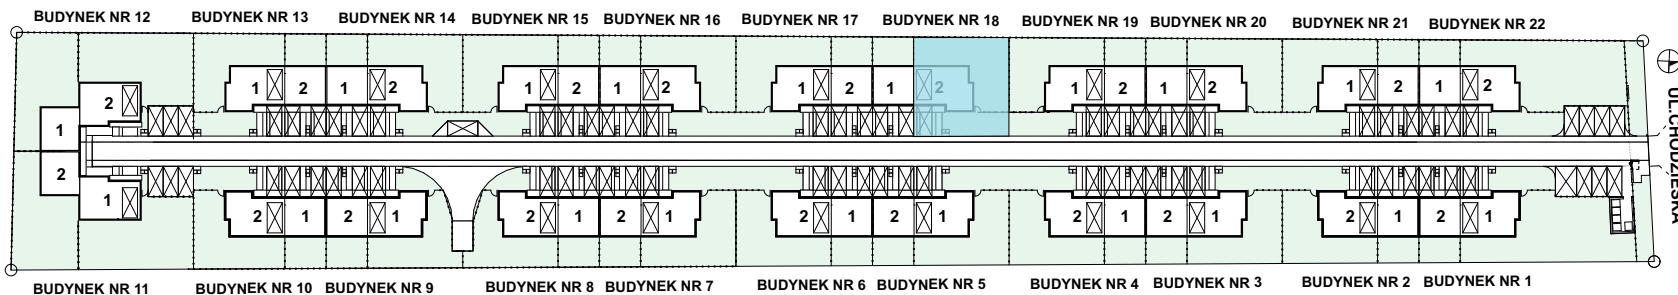 BUDYNEK NR 12 BUDYNEK NR 13 BUDYNEK NR 14 BUDYNEK NR 15 BUDYNEK NR 16 BUDYNEK NR 17 BUDYNEK NR 18 BUDYNEK NR 19 BUDYNEK NR 20 BUDYNEK NR 21 BUDYNEK NR 22
1 2 1 2 1 2 1 2 1 2 1 2 1 2 1 2 1 2 1 2
2
1
UL.CHODZIESKA
2
1
2 1 2 1 2 1 2 1 2 1 2 1 2 1 2 1 2 1 2 1
BUDYNEK NR 11 BUDYNEK NR 10 BUDYNEK NR 9 BUDYNEK NR 8 BUDYNEK NR 7 BUDYNEK NR 6 BUDYNEK NR 5 BUDYNEK NR 4 BUDYNEK NR 3 BUDYNEK NR 2 BUDYNEK NR 1